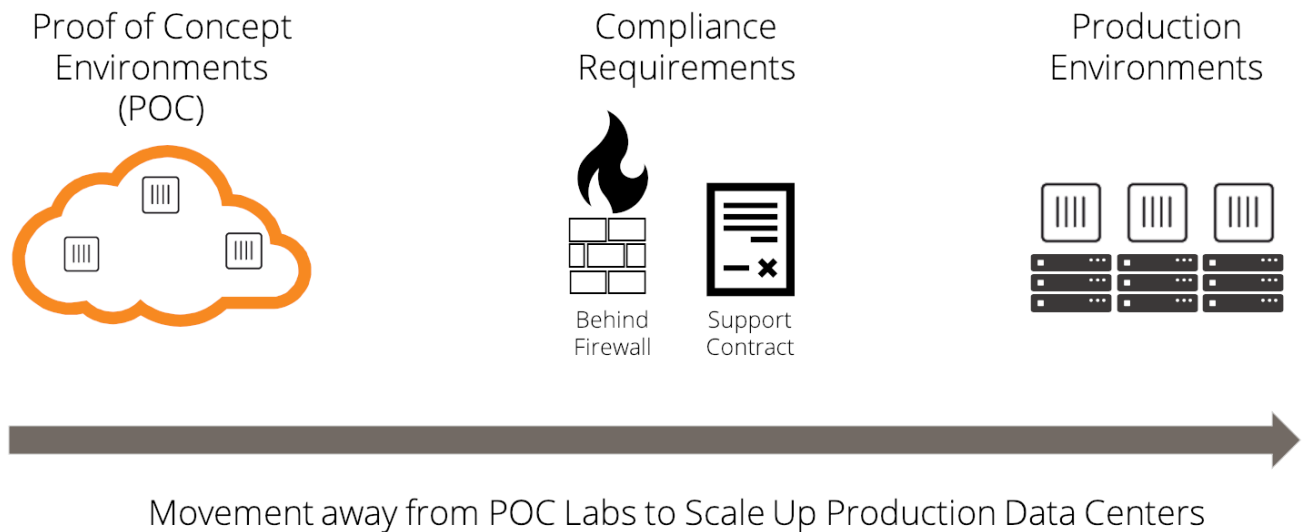 Proof of Concept
Environments
(POC)
Compliance
Requirements
Behind
Firewall
Support
Contract
Production
Environments
Movement away from POC Labs to Scale Up Production Data Centers